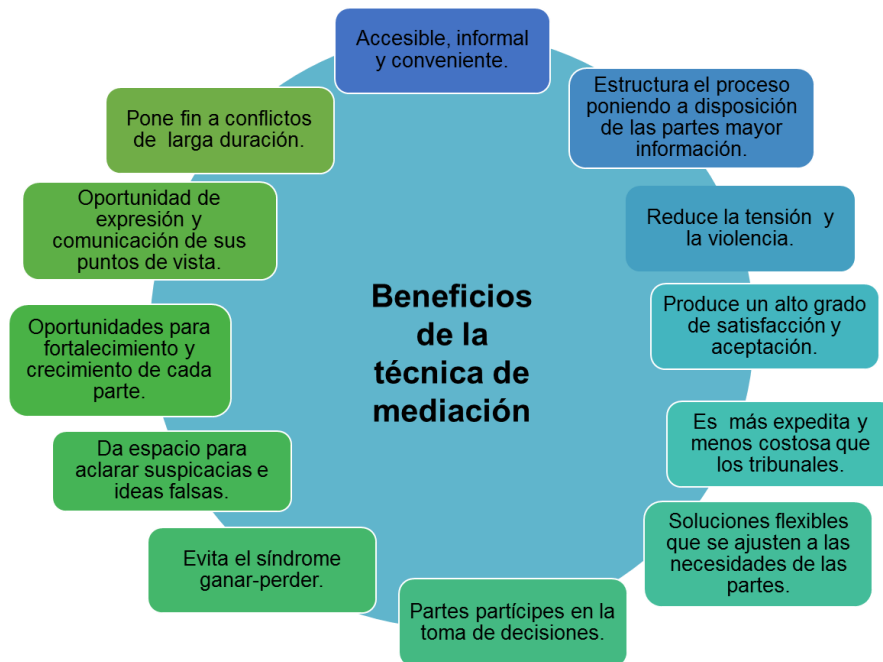 Accesible, informal
y conveniente.
Estructura el proceso
poniendo a disposición
de las partes mayor
información.
Reduce la tensión y
la violencia.
Produce un alto grado
de satisfacción y
aceptación.
Es más expedita y
menos costosa que
los tribunales.
Soluciones flexibles
que se ajusten a las
necesidades de las
partes.
Partes partícipes en la
toma de decisiones.
Evita el síndrome
ganar-perder.
Da espacio para
aclarar suspicacias e
ideas falsas.
Oportunidades para
fortalecimiento y
crecimiento de cada
parte.
Oportunidad de
expresión y
comunicación de sus
puntos de vista.
Pone fin a conflictos
de larga duración.
Beneficios
de la
técnica de
mediación